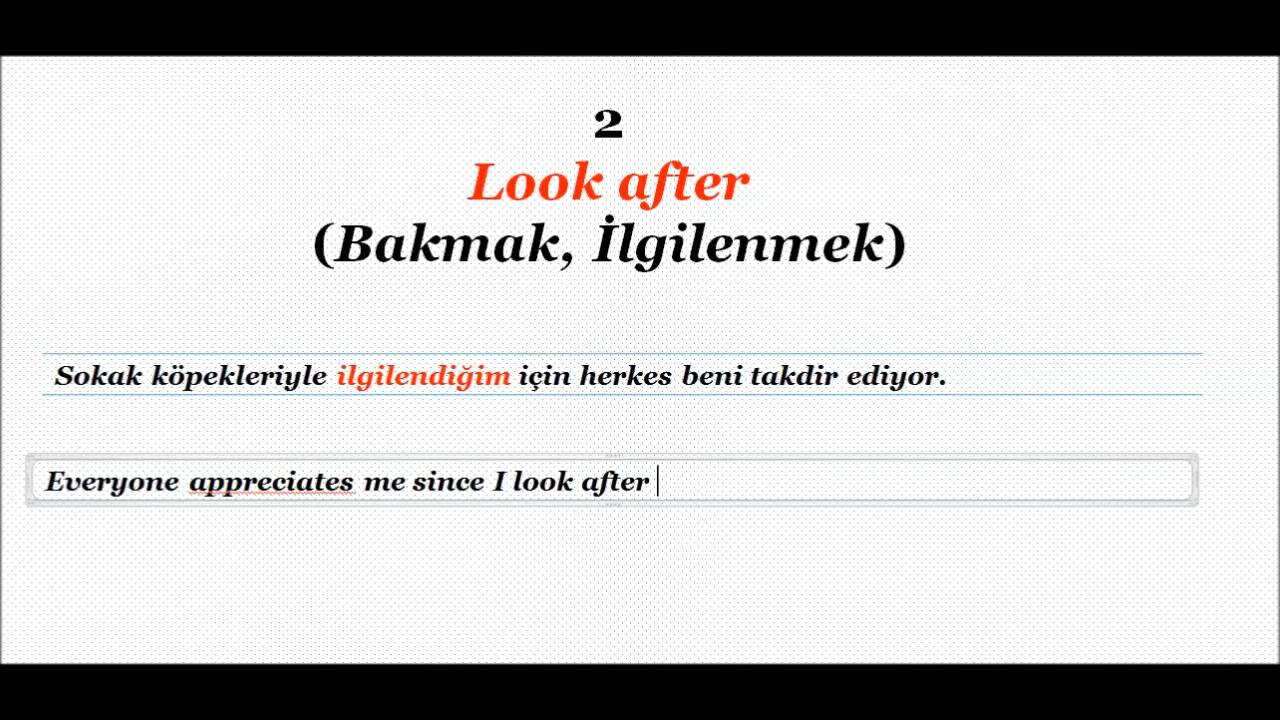 2
Look after
(Bakmak, İlgilenmek)
Sokak köpekleriyle ilgilendiğim için herkes beni takdir ediyor.
Everyone appreciates me since I look after